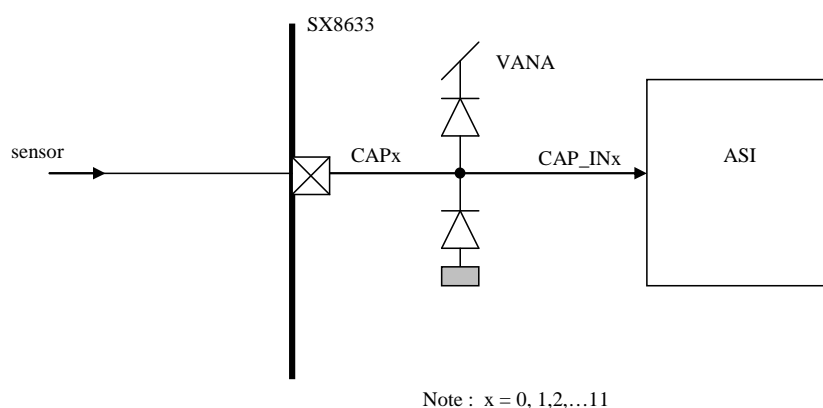 SX8633
VANA
sensor
CAPx
CAP_INx
ASI
Note : x = 0, 1,2,…11